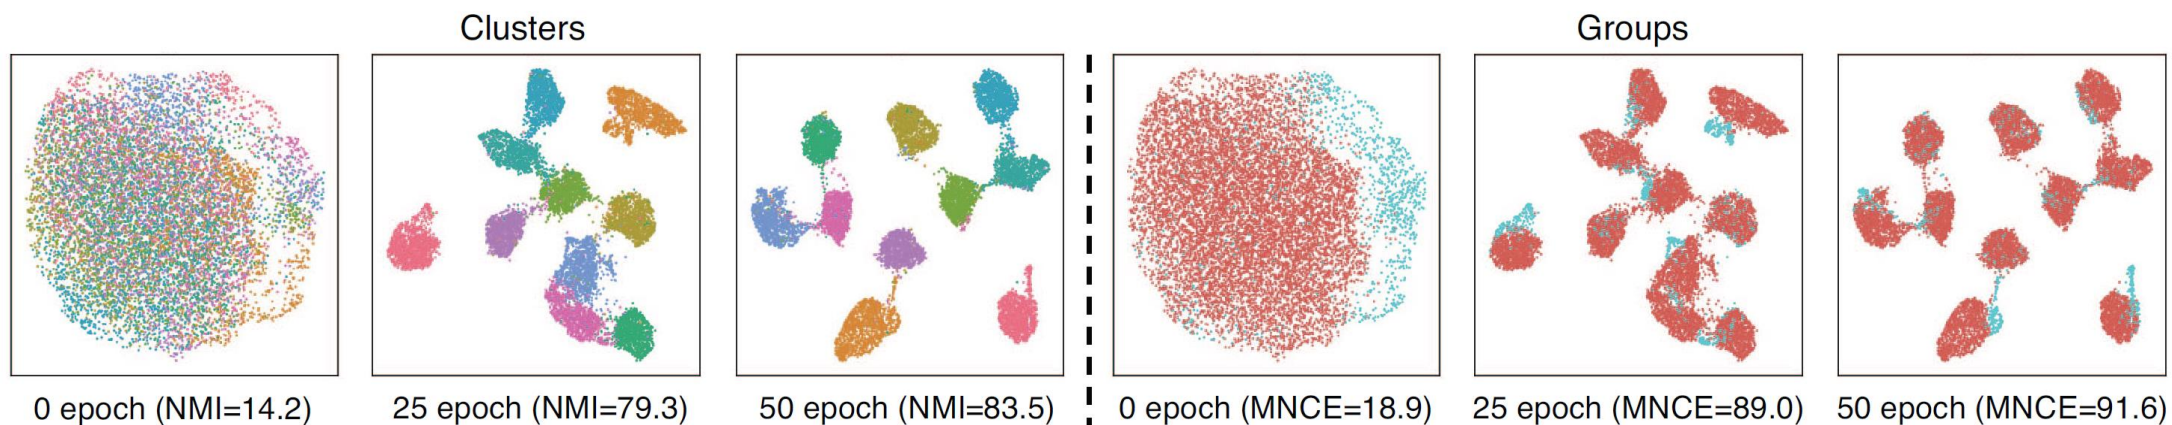 Clusters
Groups
0 epoch (NMI=14.2)
25 epoch (NMI=79.3)
50 epoch (NMI=83.5)
0 epoch (MNCE=18.9)
25 epoch (MNCE=89.0)
50 epoch (MNCE=91.6)